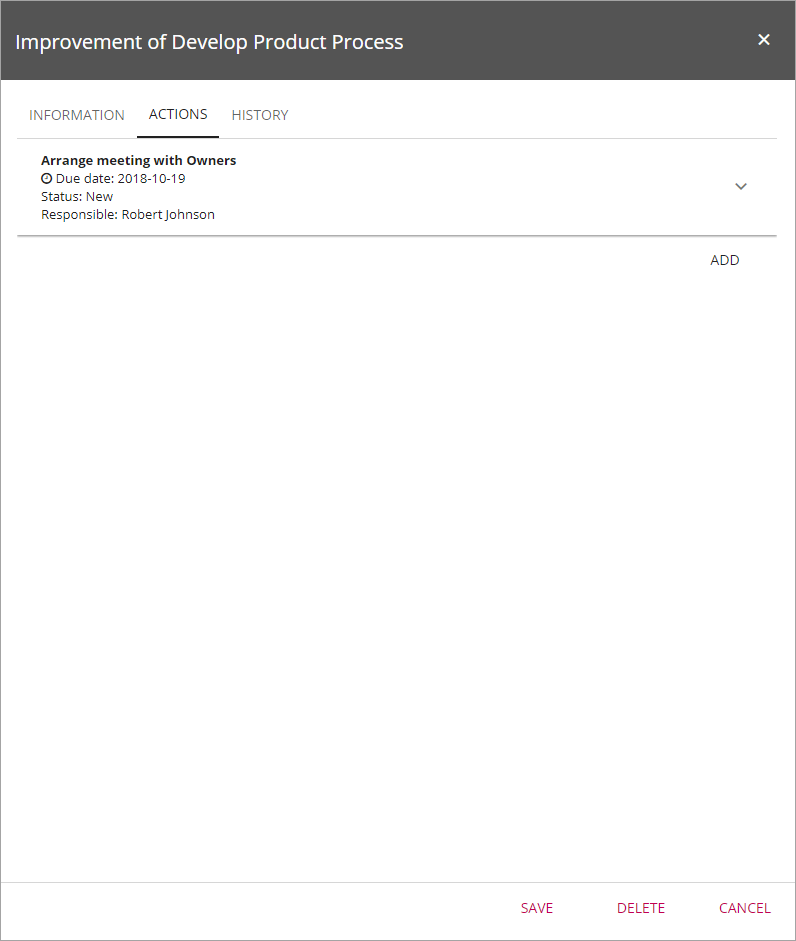 Improvement of Develop Product Process
INFORMATION ACTIONS HISTORY
Arrange meeting with Owners
Due date: 2018-10-19
Status: New
Responsible: Robert Johnson
ADD
SAVE DELETE CANCEL